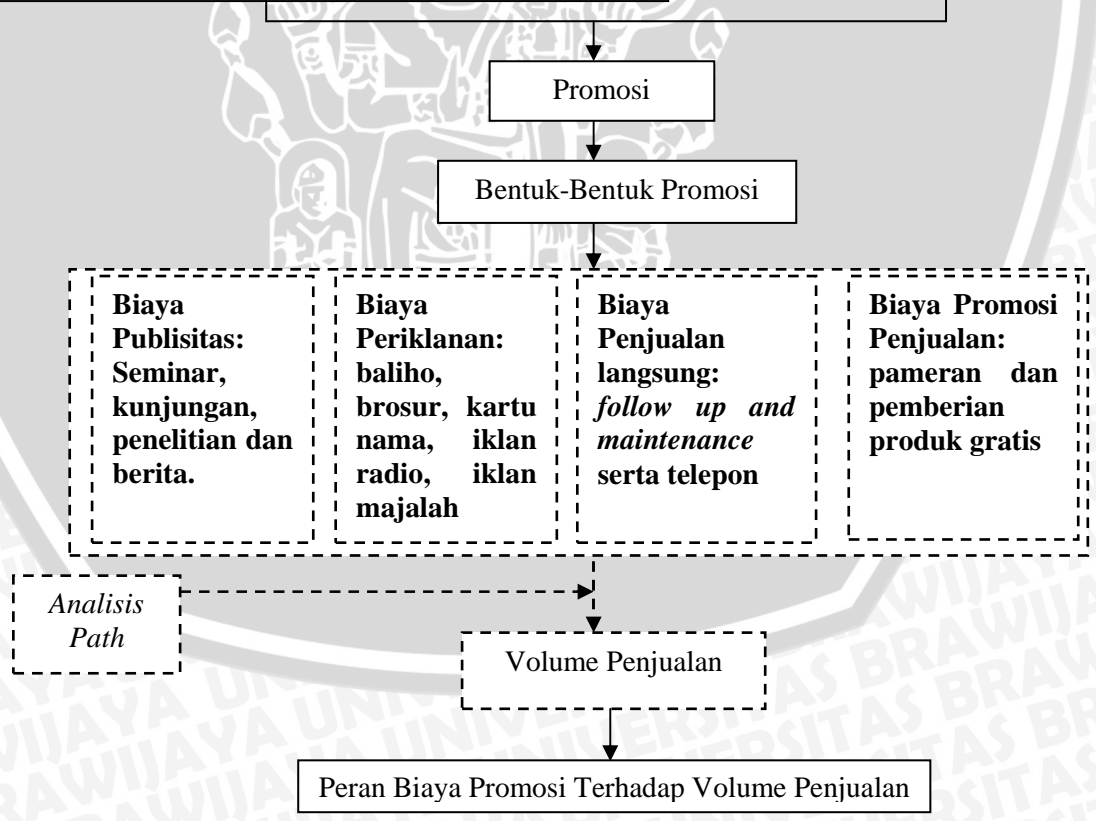 Promosi
Bentuk-Bentuk Promosi
Biaya
Publisitas:
Seminar,
kunjungan,
penelitian dan
berita.
Biaya
Periklanan:
baliho,
brosur, kartu
nama, iklan
radio, iklan
majalah
Biaya
Penjualan
langsung:
follow up and
maintenance
serta telepon
Biaya Promosi
Penjualan:
pameran dan
pemberian
produk gratis
Analisis
Path
Volume Penjualan
Peran Biaya Promosi Terhadap Volume Penjualan